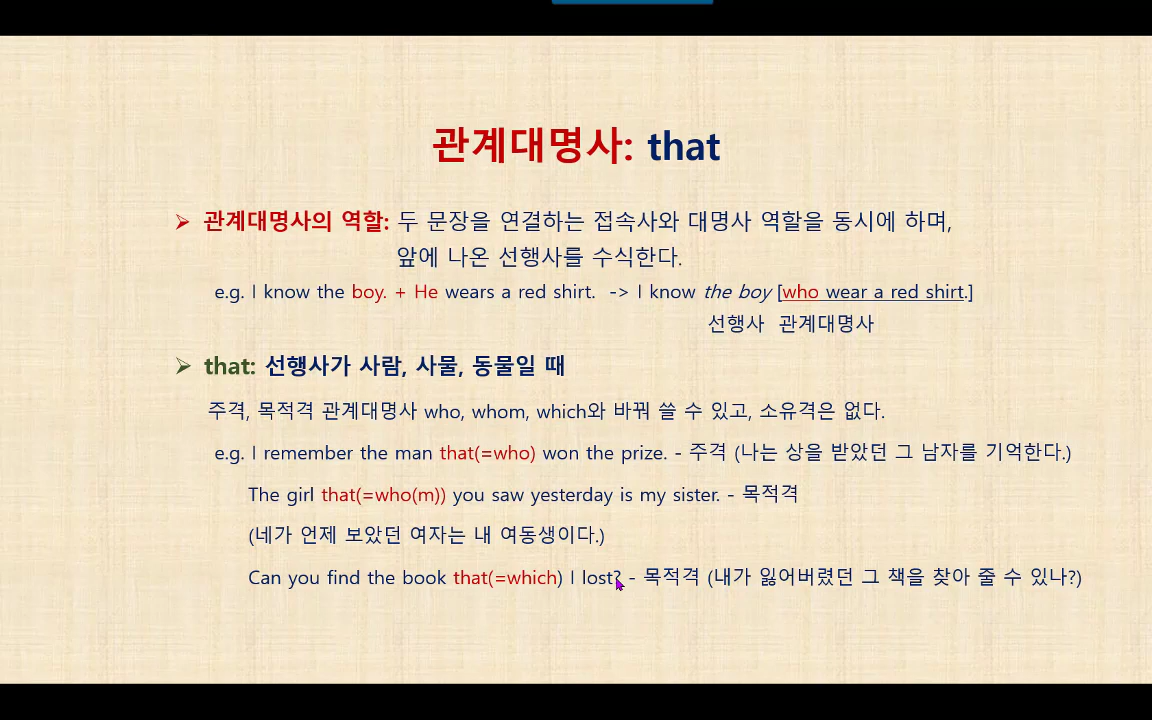 관계대명사: that
➢ 관계대명사의 역할: 두 문장을 연결하는 접속사와 대명사 역할을 동시에 하며,
앞에 나온 선행사를 수식한다.
e.g. I know the boy. + He wears a red shirt. -> I know the boy [who wear a red shirt.]
선행사 관계대명사
➢ that: 선행사가 사람, 사물, 동물일 때
주격, 목적격 관계대명사 who, whom, which와 바꿔 쓸 수 있고, 소유격은 없다.
e.g. I remember the man that(=who) won the prize. - 주격 (나는 상을 받았던 그 남자를 기억한다.)
The girl that(=who(m)) you saw yesterday is my sister. - 목적격
(네가 언제 보았던 여자는 내 여동생이다.)
Can you find the book that(=which) I lost? - 목적격 (내가 잃어버렸던 그 책을 찾아 줄 수 있나?)